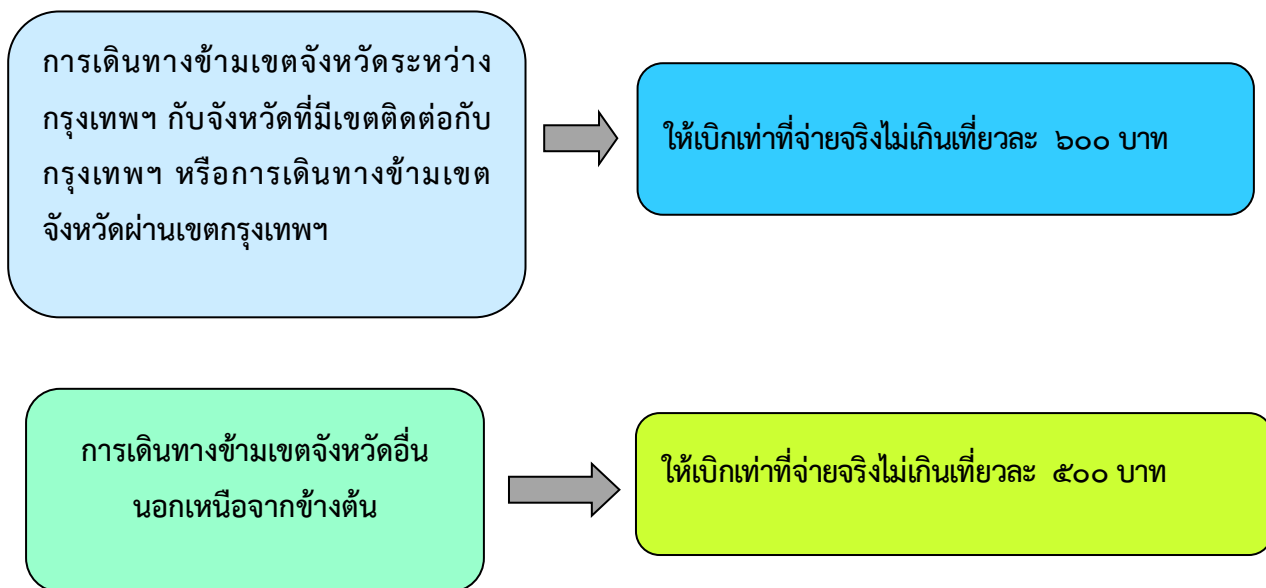 การเดินทางข้ามเขตจังหวัดระหว่าง
กรุงเทพฯ กับจังหวัดที่มีเขตติดต่อกับ
กรุงเทพฯ หรือการเดินทางข้ามเขต
จังหวัดผ่านเขตกรุงเทพฯ
ให้เบิกเท่าที่จ่ายจริงไม่เกินเที่ยวละ ๖๐๐ บาท
การเดินทางข้ามเขตจังหวัดอื่น
นอกเหนือจากข้างต้น
ให้เบิกเท่าที่จ่ายจริงไม่เกินเที่ยวละ ๕๐๐ บาท